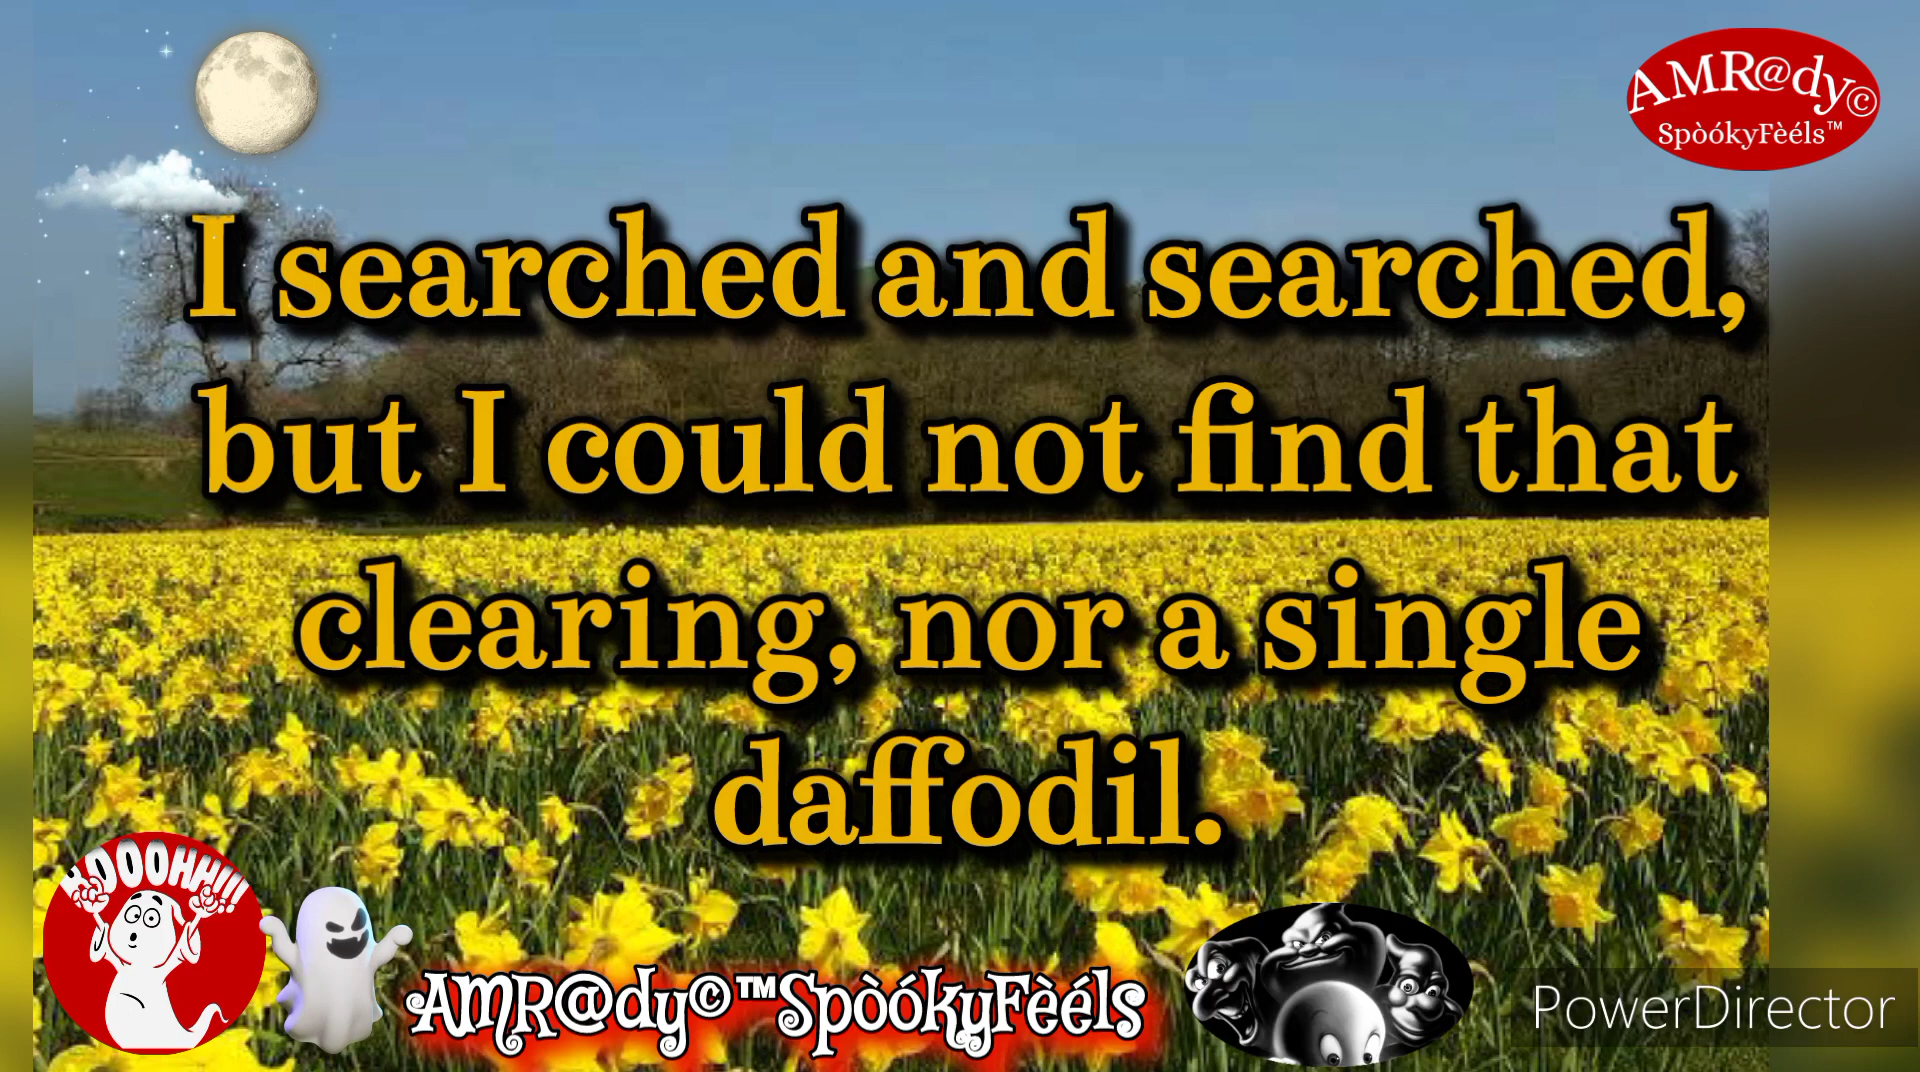 AMR@dy©
SpòókyFèéls™
I searched and searched,
but I could not find that
clearing, nor a single
daffodil.
BOOOHH!!!
AMR@dy©™SpòókyFèéls
PowerDirector